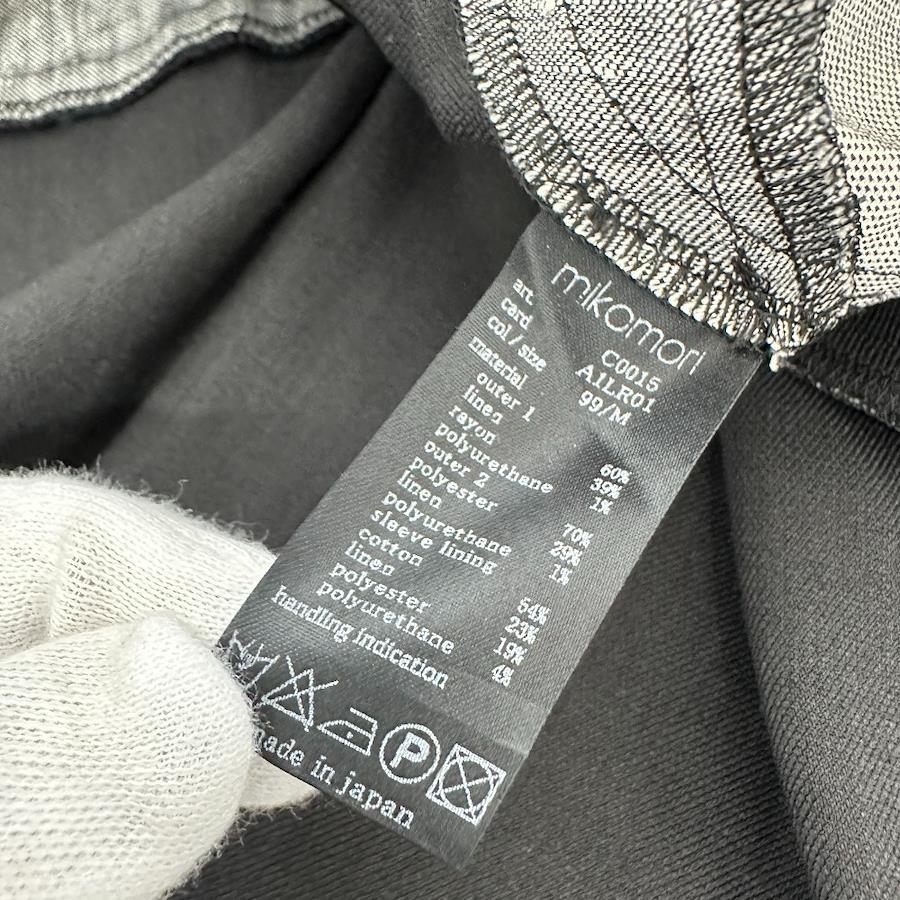 mikomori
art. C0015
card A1LR01
col/size 99/M
material
outer 1
linen 60%
rayon 39%
polyurethane 1%
outer 2
polyester 70%
linen 29%
polyurethane 1%
sleeve lining
cotton 54%
linen 23%
polyester 19%
polyurethane 4%
handling indication
P
made in japan